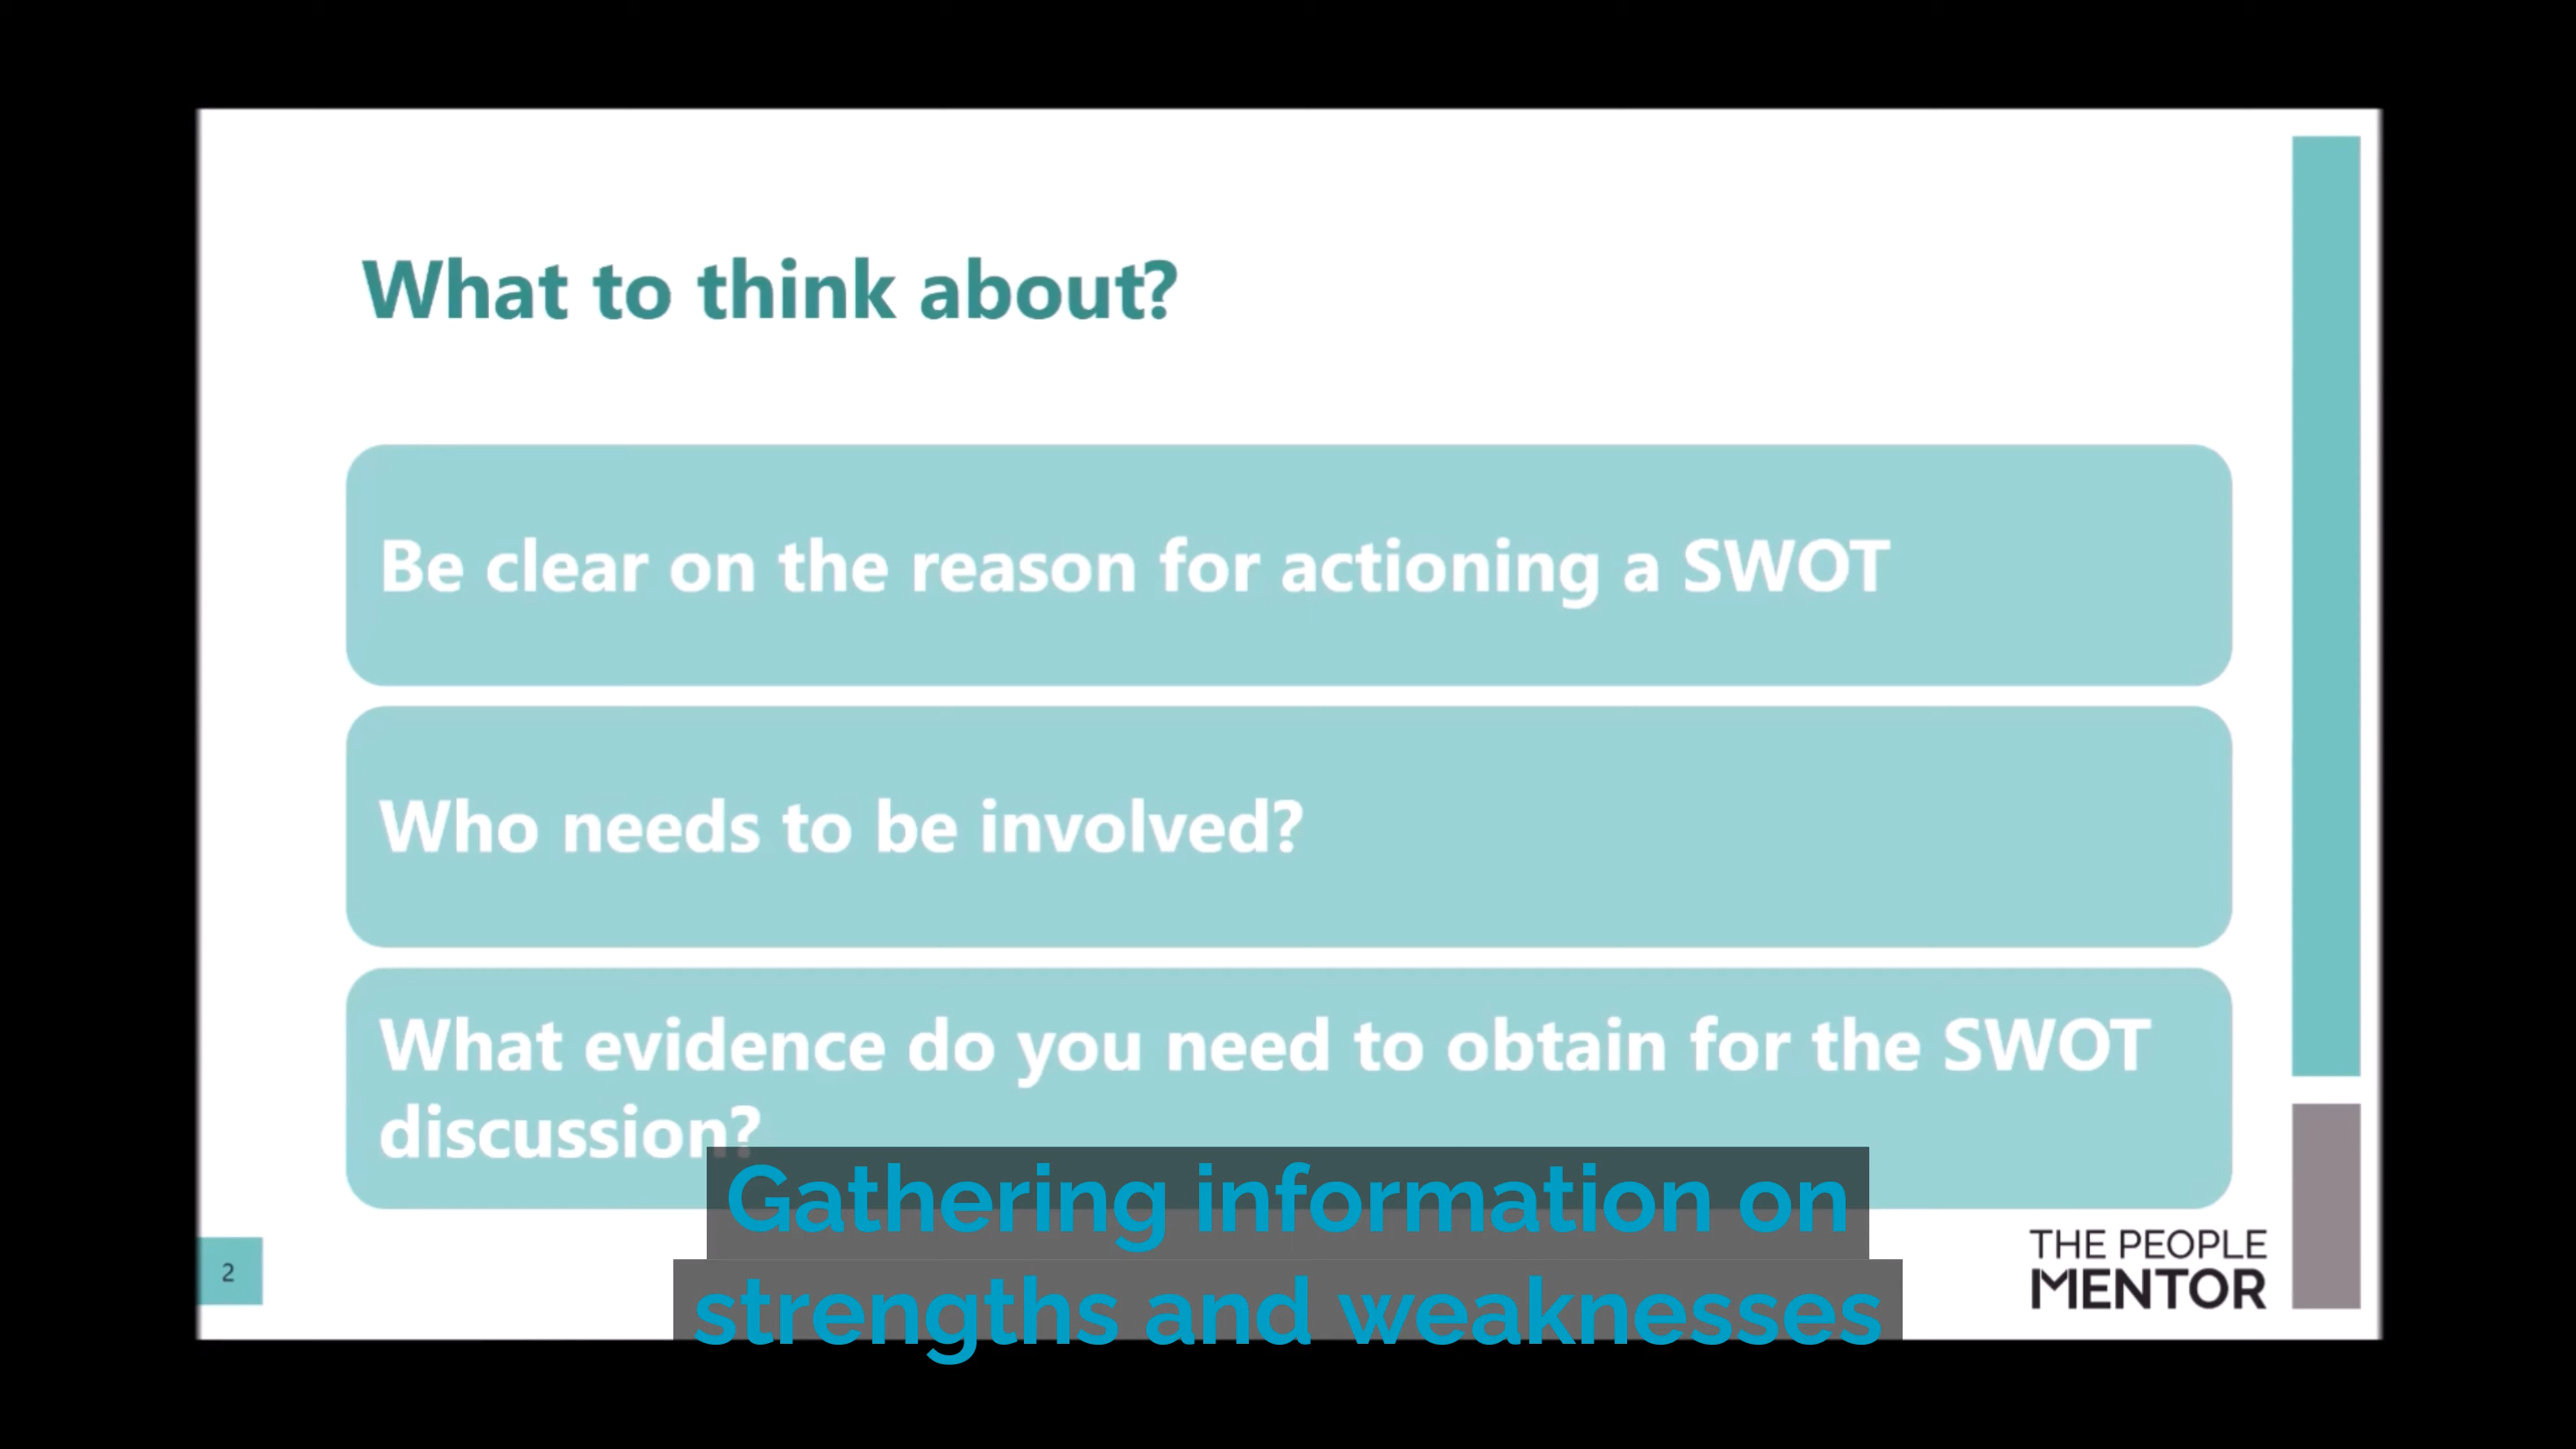 What to think about?
Be clear on the reason for actioning a SWOT
Who needs to be involved?
What evidence do you need to obtain for the SWOT
discussion?
Gathering information on
strengths and weaknesses
2
THE PEOPLE
MENTOR